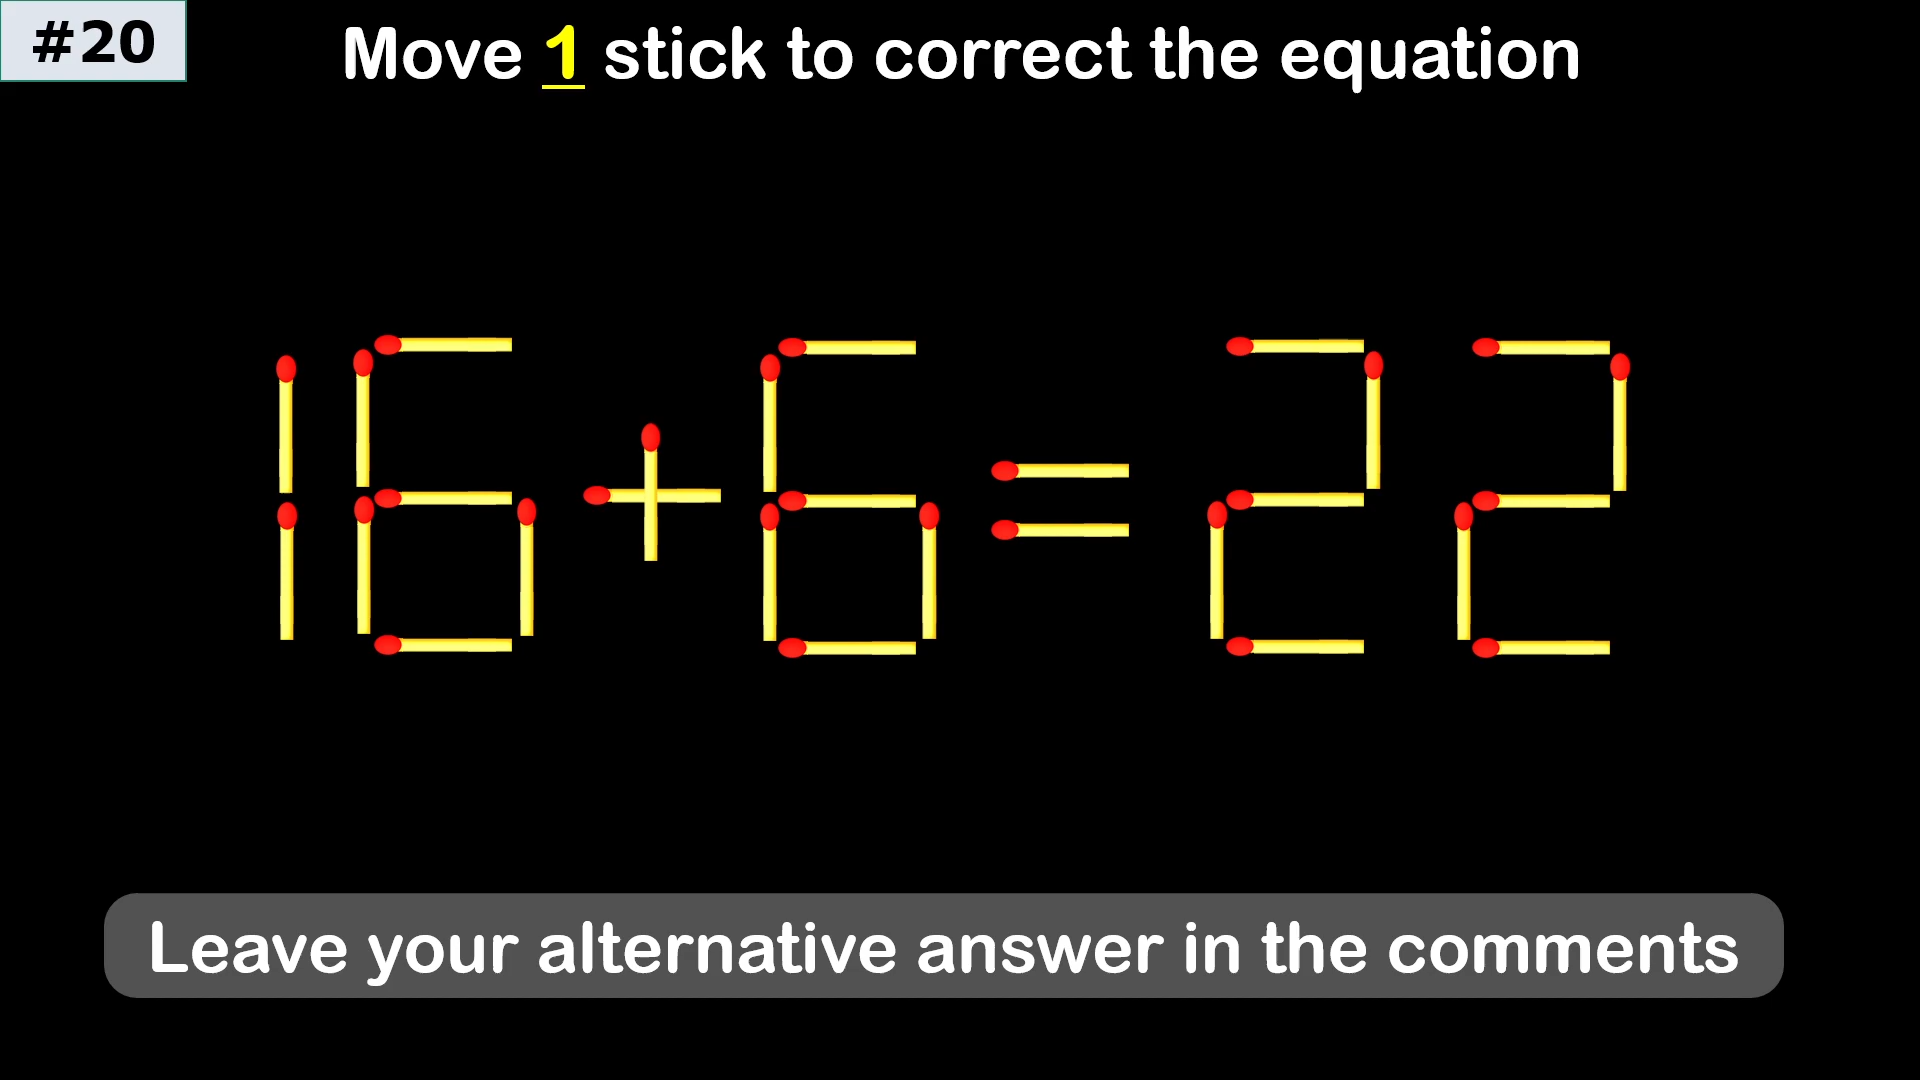 #20
Move 1 stick to correct the equation
16+6=22
Leave your alternative answer in the comments